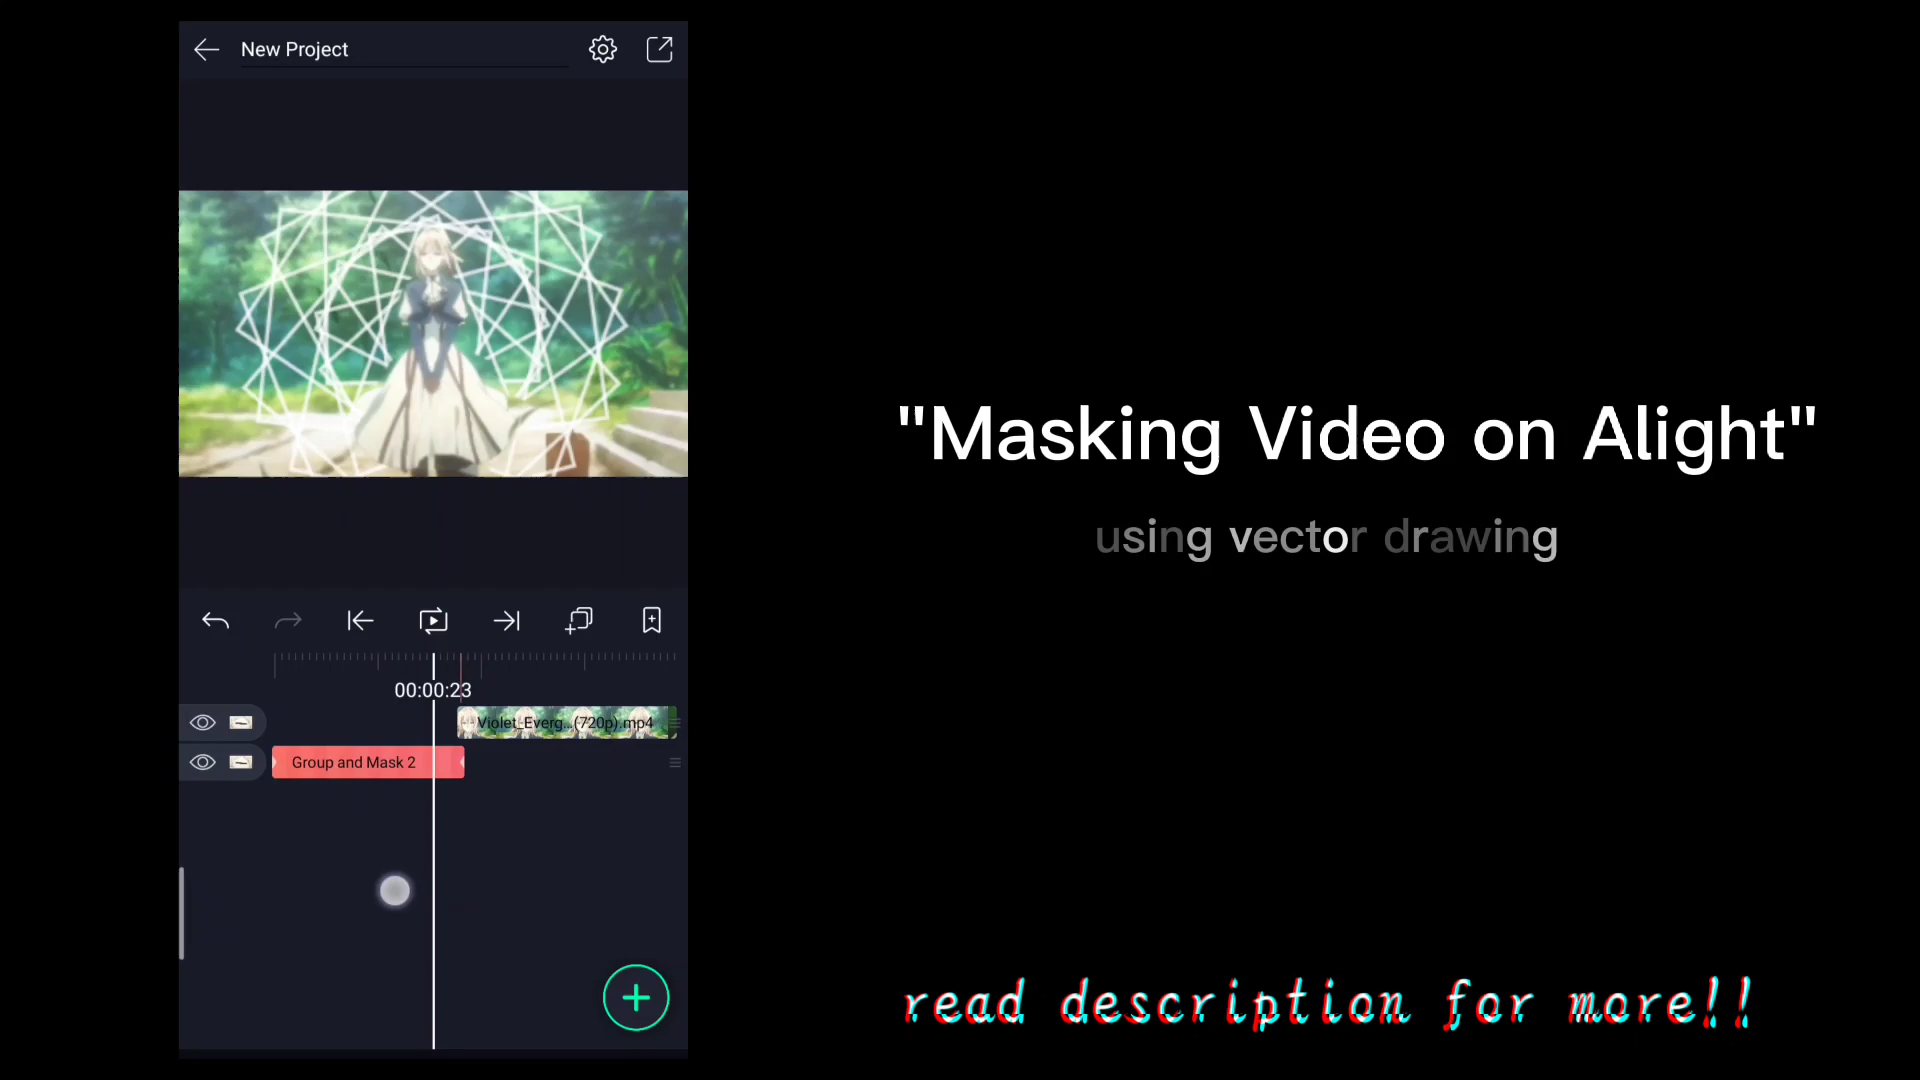 New Project
"Masking Video on Alight"
using vector drawing
00:00:23
Violet_Everg...(720p).mp4
Group and Mask 2
read description for more!!